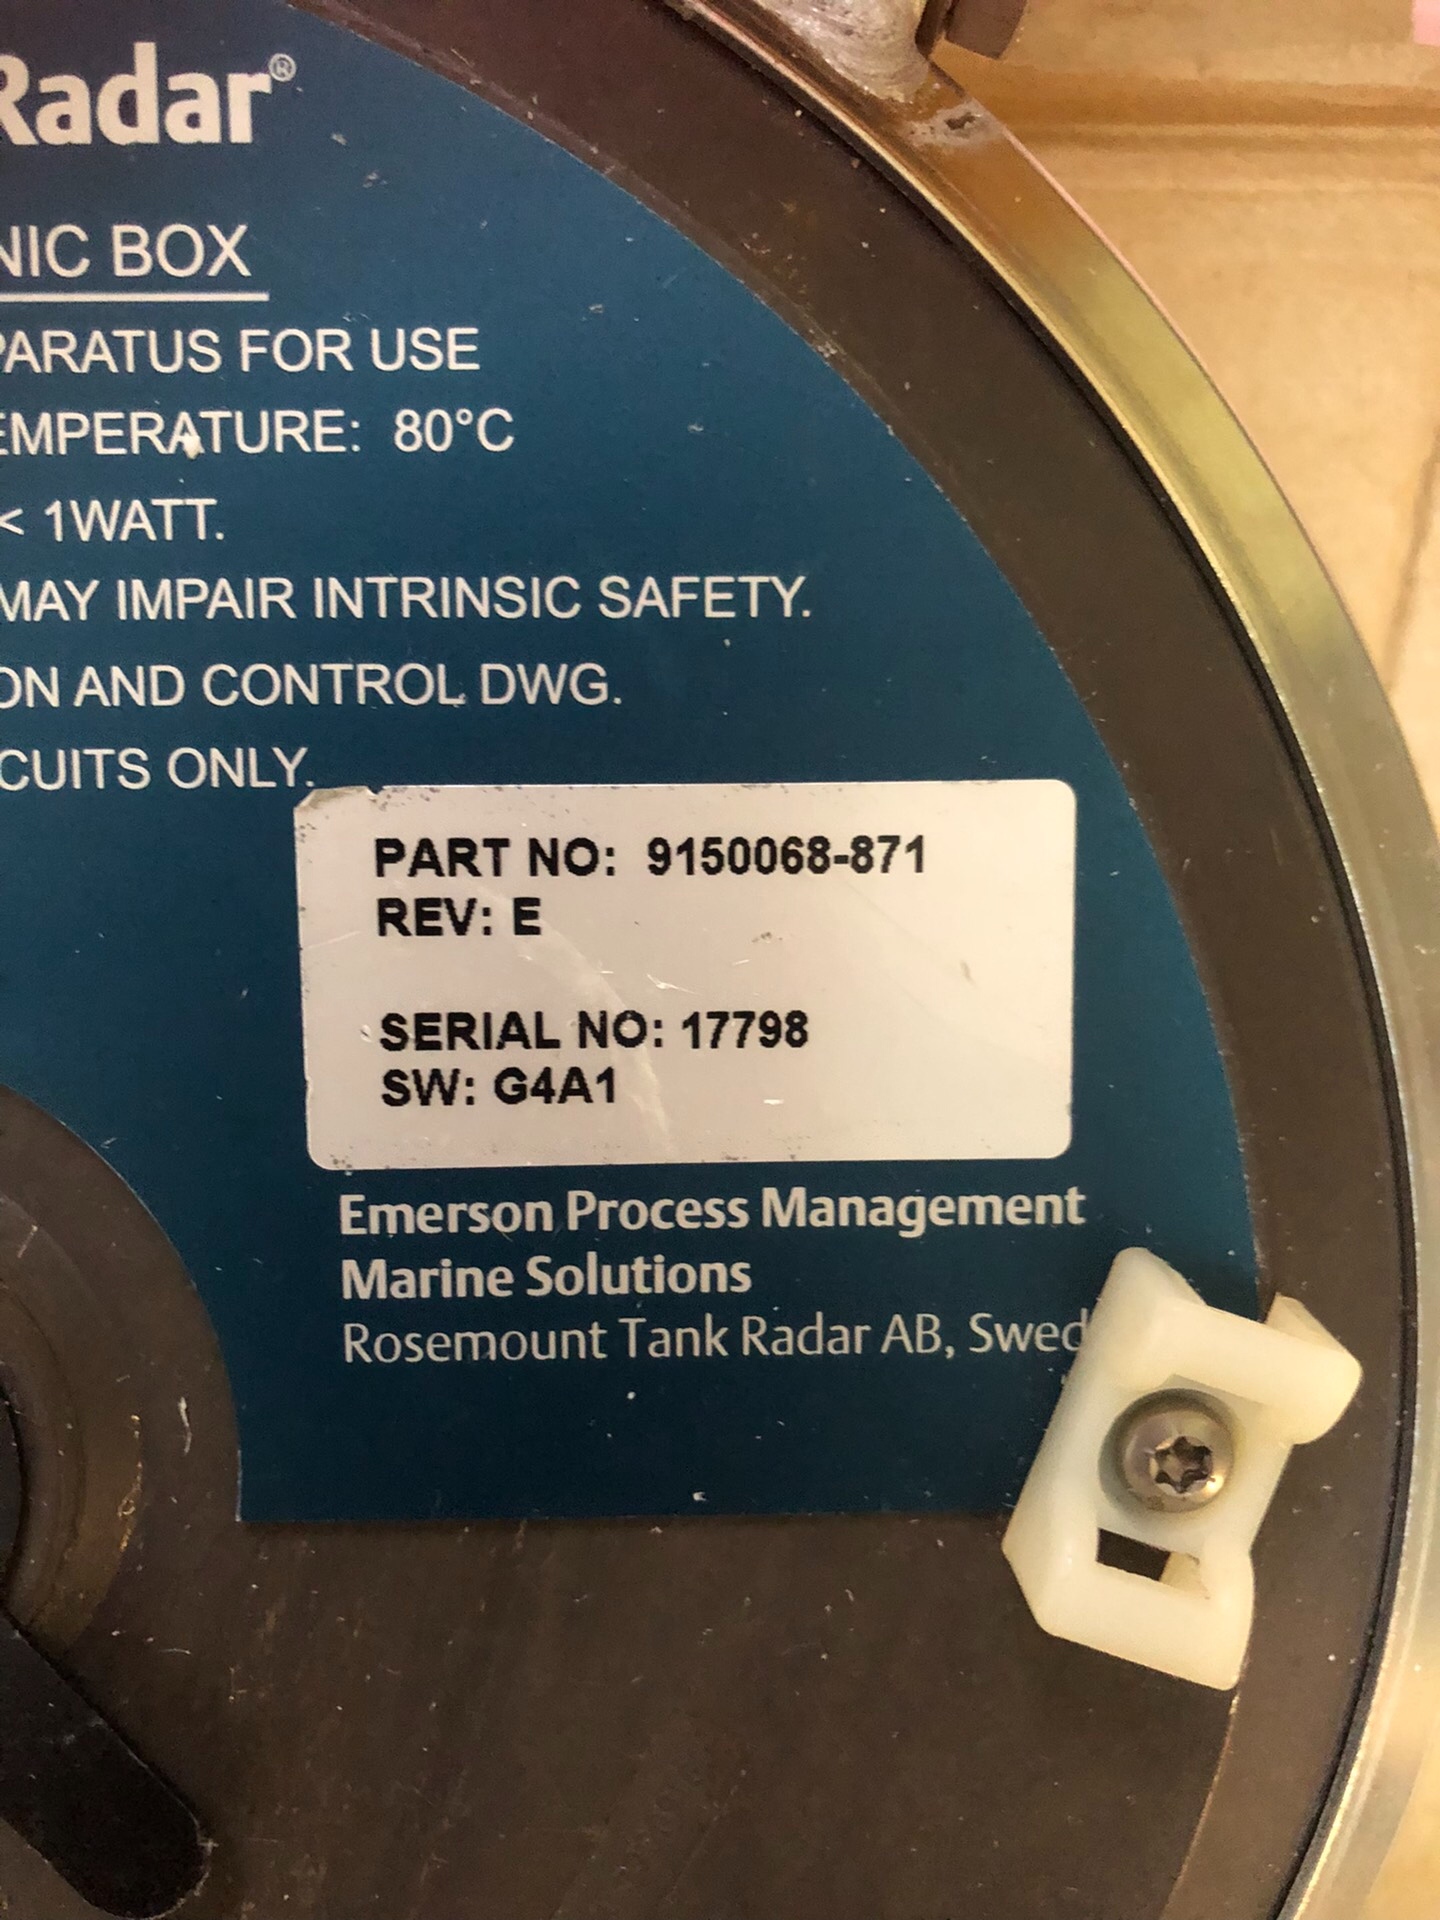 Radar®
NIC BOX
PARATUS FOR USE
EMPERATURE: 80°C
< 1WATT.
MAY IMPAIR INTRINSIC SAFETY.
ON AND CONTROL DWG.
CUITS ONLY.
PART NO: 9150068-871
REV: E
SERIAL NO: 17798
SW: G4A1
Emerson Process Management
Marine Solutions
Rosemount Tank Radar AB, Swed